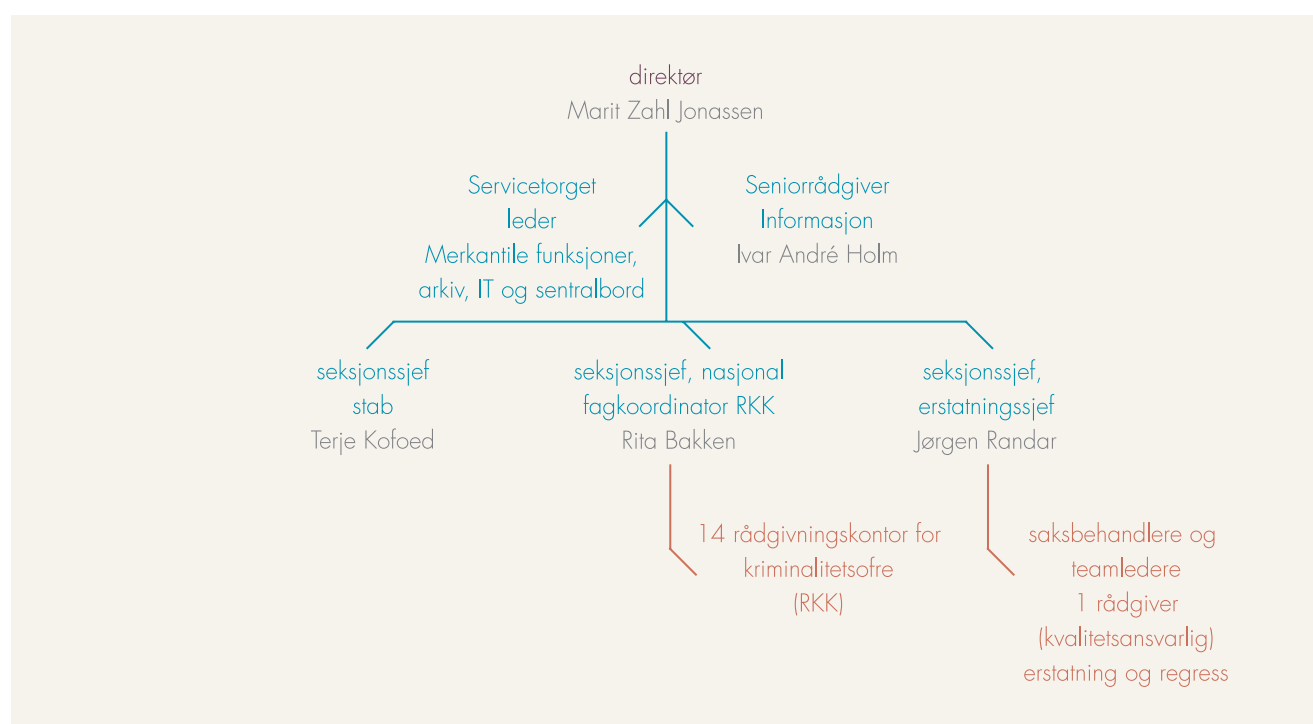 direktør
Marit Zahl Jonassen
Servicetorget
leder
Merkantile funksjoner,
arkiv, IT og sentralbord
Seniorrådgiver
Informasjon
Ivar André Holm
seksjonssjef
stab
Terje Kofoed
seksjonssjef, nasjonal
fagkoordinator RKK
Rita Bakken
seksjonssjef,
erstatningssjef
Jørgen Randar
14 rådgivningskontor for
kriminalitetsofre
(RKK)
saksbehandlere og
teamledere
1 rådgiver
(kvalitetsansvarlig)
erstatning og regress